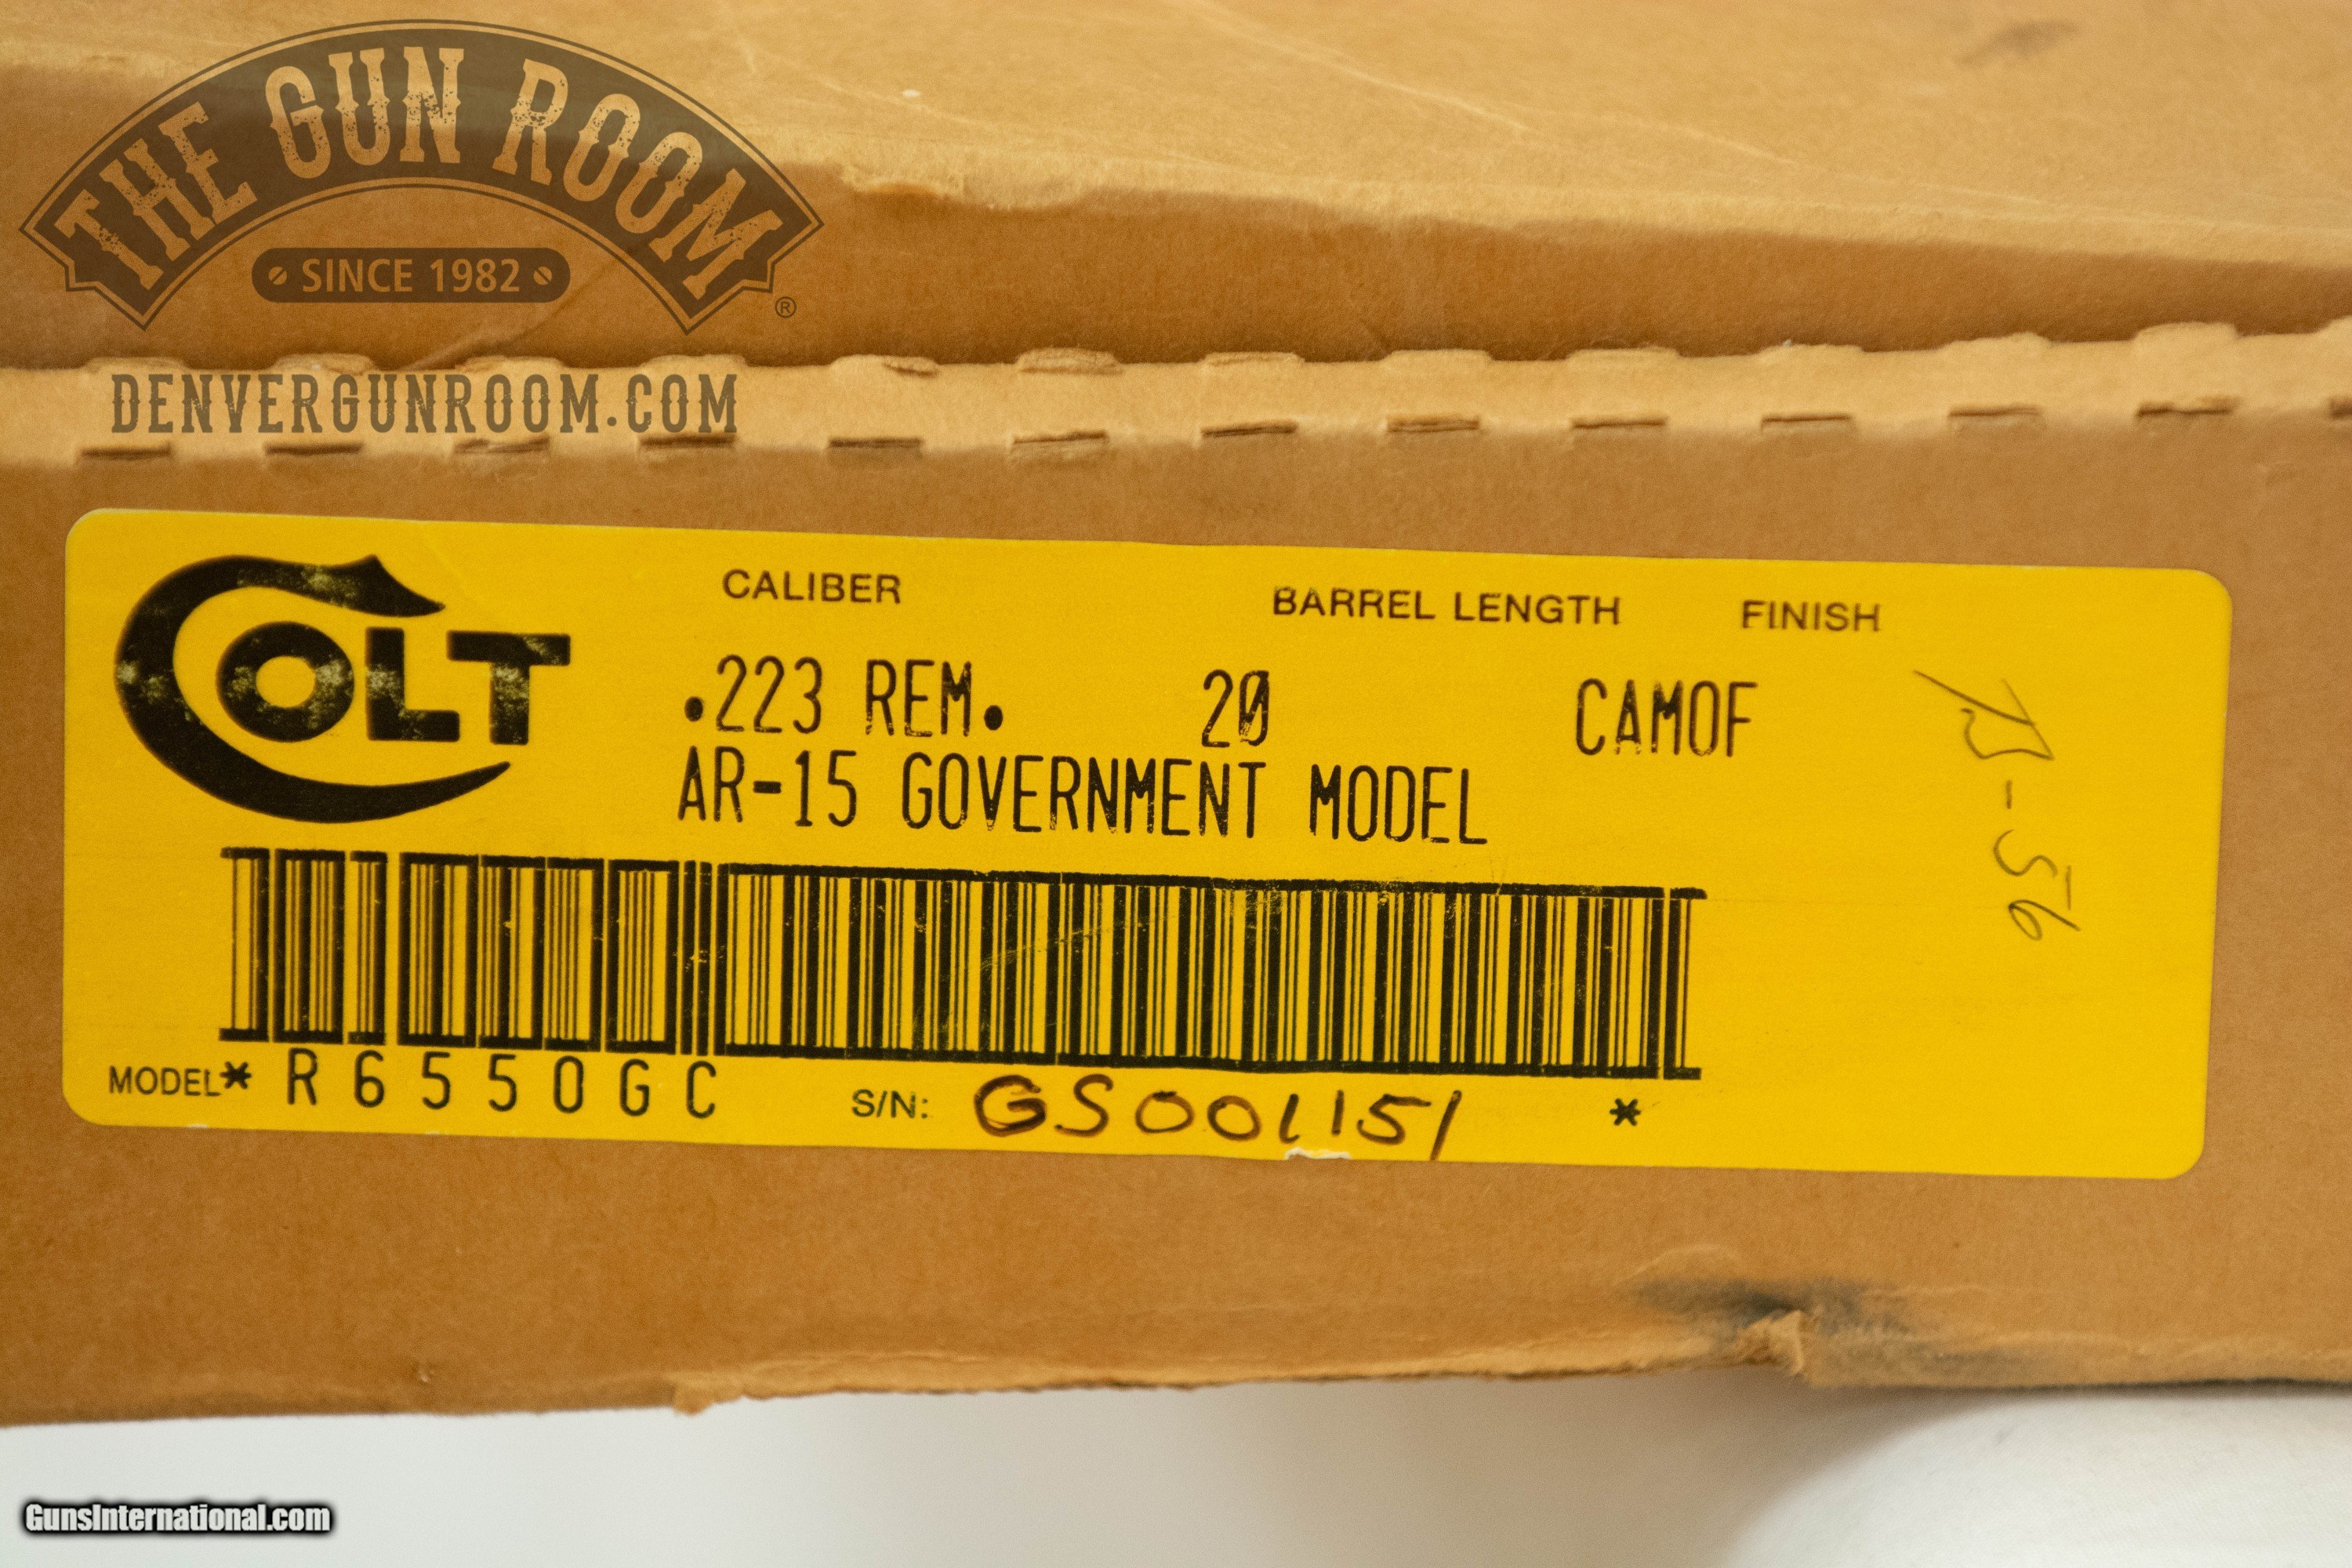 THE GUN ROOM
SINCE 1982
®
DENVERGUNROOM.COM
COLT
CALIBER BARREL LENGTH FINISH
.223 REM. 20 CAMOF
AR-15 GOVERNMENT MODEL
MODEL* R6550GC S/N: GS001151 *
B-56
GunsInternational.com